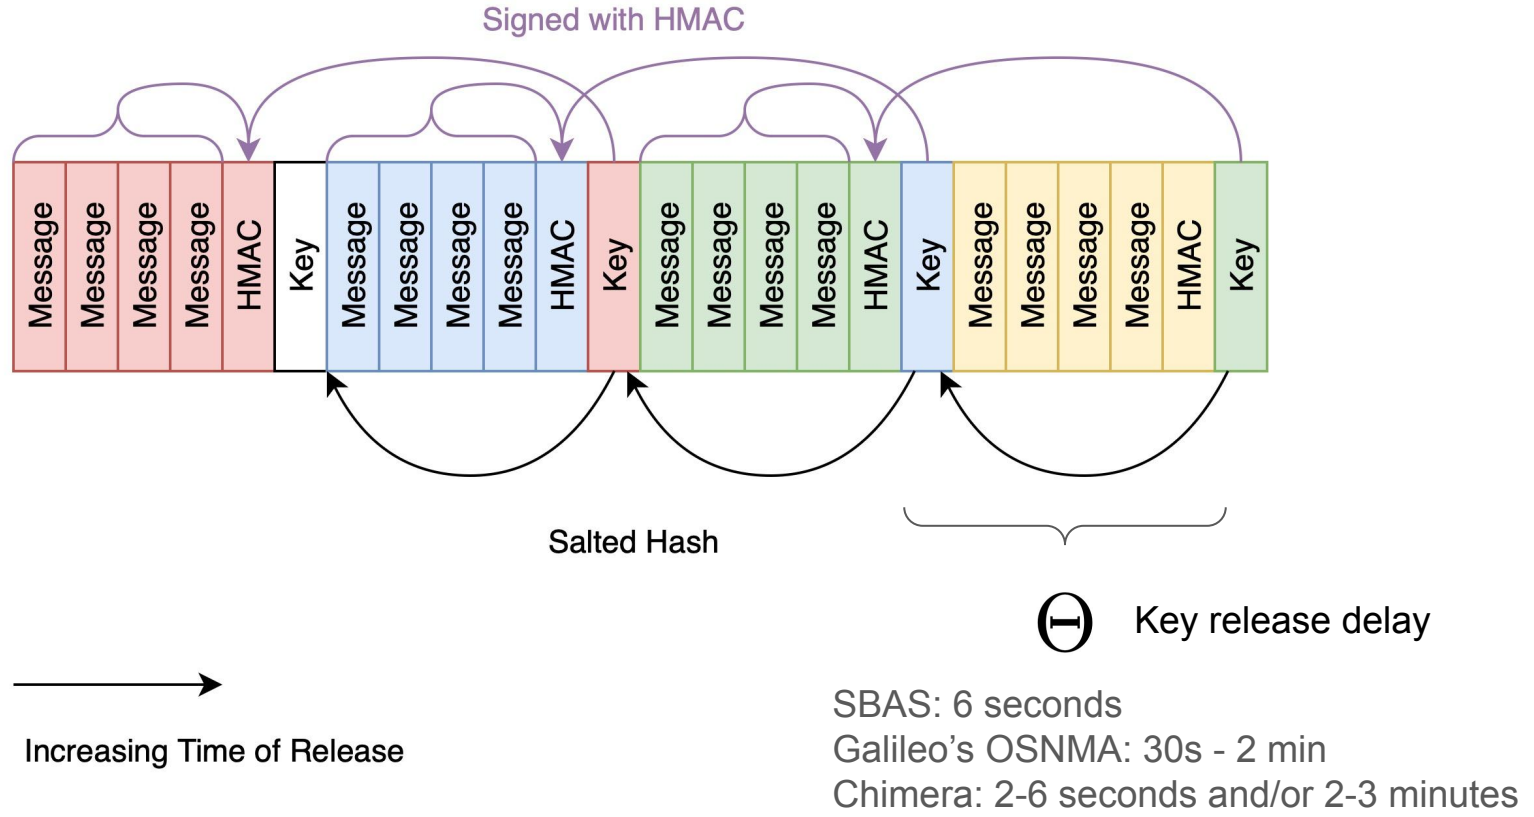 Signed with HMAC
Message
Message
Message
Message
HMAC
Key
Message
Message
Message
Message
HMAC
Key
Message
Message
Message
Message
HMAC
Key
Message
Message
Message
Message
HMAC
Key
Salted Hash
Θ Key release delay
Increasing Time of Release
SBAS: 6 seconds
Galileo’s OSNMA: 30s - 2 min
Chimera: 2-6 seconds and/or 2-3 minutes